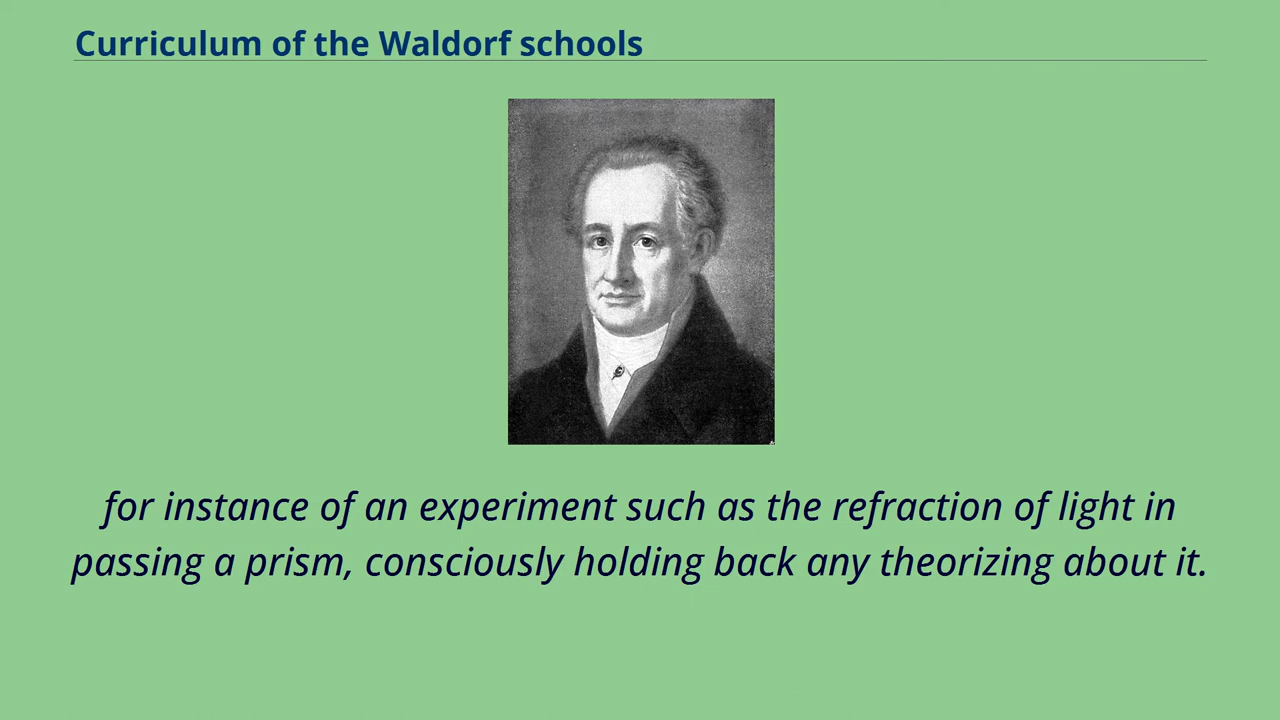 Curriculum of the Waldorf schools
for instance of an experiment such as the refraction of light in
passing a prism, consciously holding back any theorizing about it.